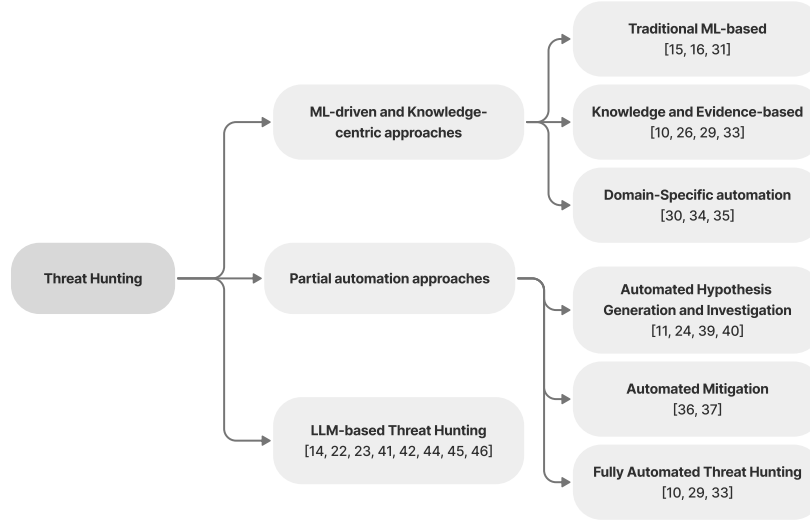 Threat Hunting
ML-driven and Knowledge-
centric approaches
Traditional ML-based
[15, 16, 31]
Knowledge and Evidence-based
[10, 26, 29, 33]
Domain-Specific automation
[30, 34, 35]
Partial automation approaches
Automated Hypothesis
Generation and Investigation
[11, 24, 39, 40]
Automated Mitigation
[36, 37]
Fully Automated Threat Hunting
[10, 29, 33]
LLM-based Threat Hunting
[14, 22, 23, 41, 42, 44, 45, 46]